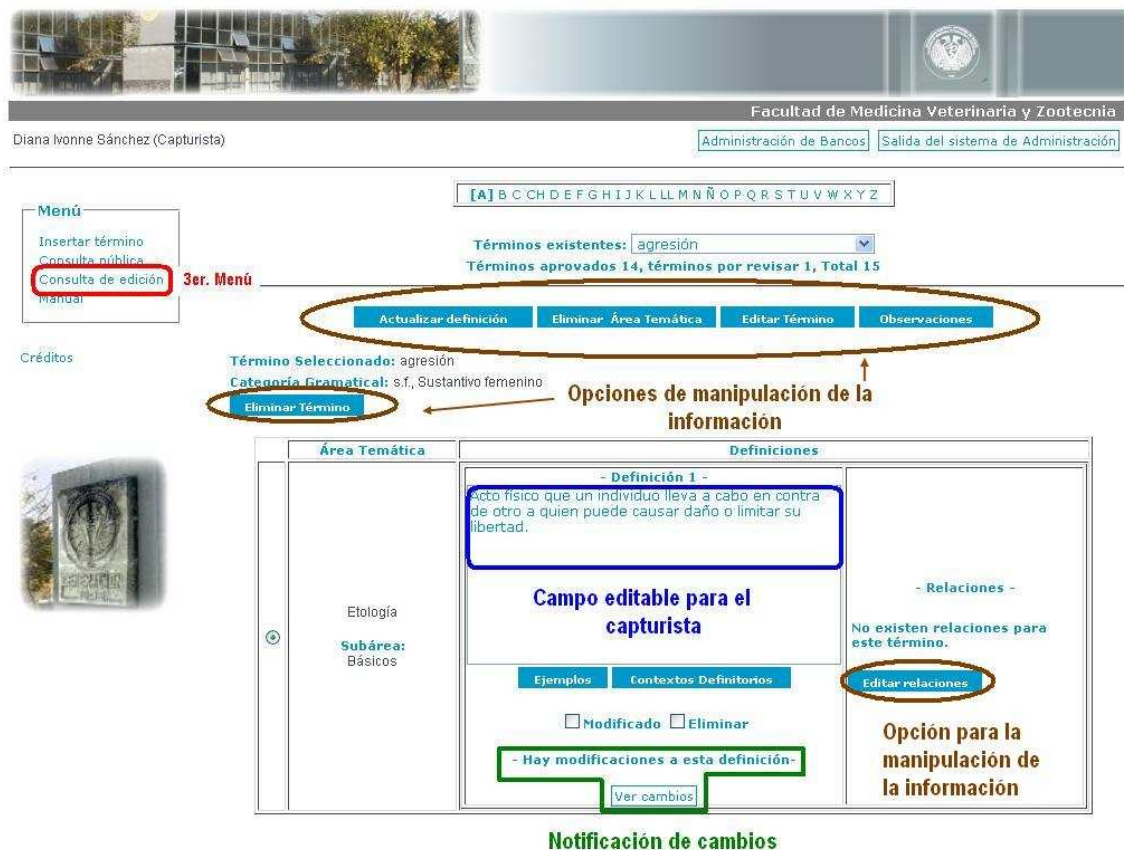 Facultad de Medicina Veterinaria y Zootecnia
Diana Ivonne Sánchez (Capturista)
Administración de Bancos
Salida del sistema de Administración
[A] B C CH D E F G H I J K L LL M N Ñ O P Q R S T U V W X Y Z
Menú
Insertar término
Consulta pública
Consulta de edición
Manual
3er. Menú
Términos existentes: agresión
Términos aprovados 14, términos por revisar 1, Total 15
Actualizar definición
Eliminar Área Temática
Editar Término
Observaciones
Créditos
Término Seleccionado: agresión
Categoría Gramatical: s.f., Sustantivo femenino
Eliminar Término
Opciones de manipulación de la
información
Área Temática
Definiciones
- Definición 1 -
Acto físico que un individuo lleva a cabo en contra
de otro a quien puede causar daño o limitar su
libertad.
Campo editable para el
capturista
Etología
Subárea:
Básicos
- Relaciones -
No existen relaciones para
este término.
Editar relaciones
Ejemplos
Contextos Definitorios
Modificado
Eliminar
- Hay modificaciones a esta definición-
Ver cambios
Opción para la
manipulación de
la información
Notificación de cambios